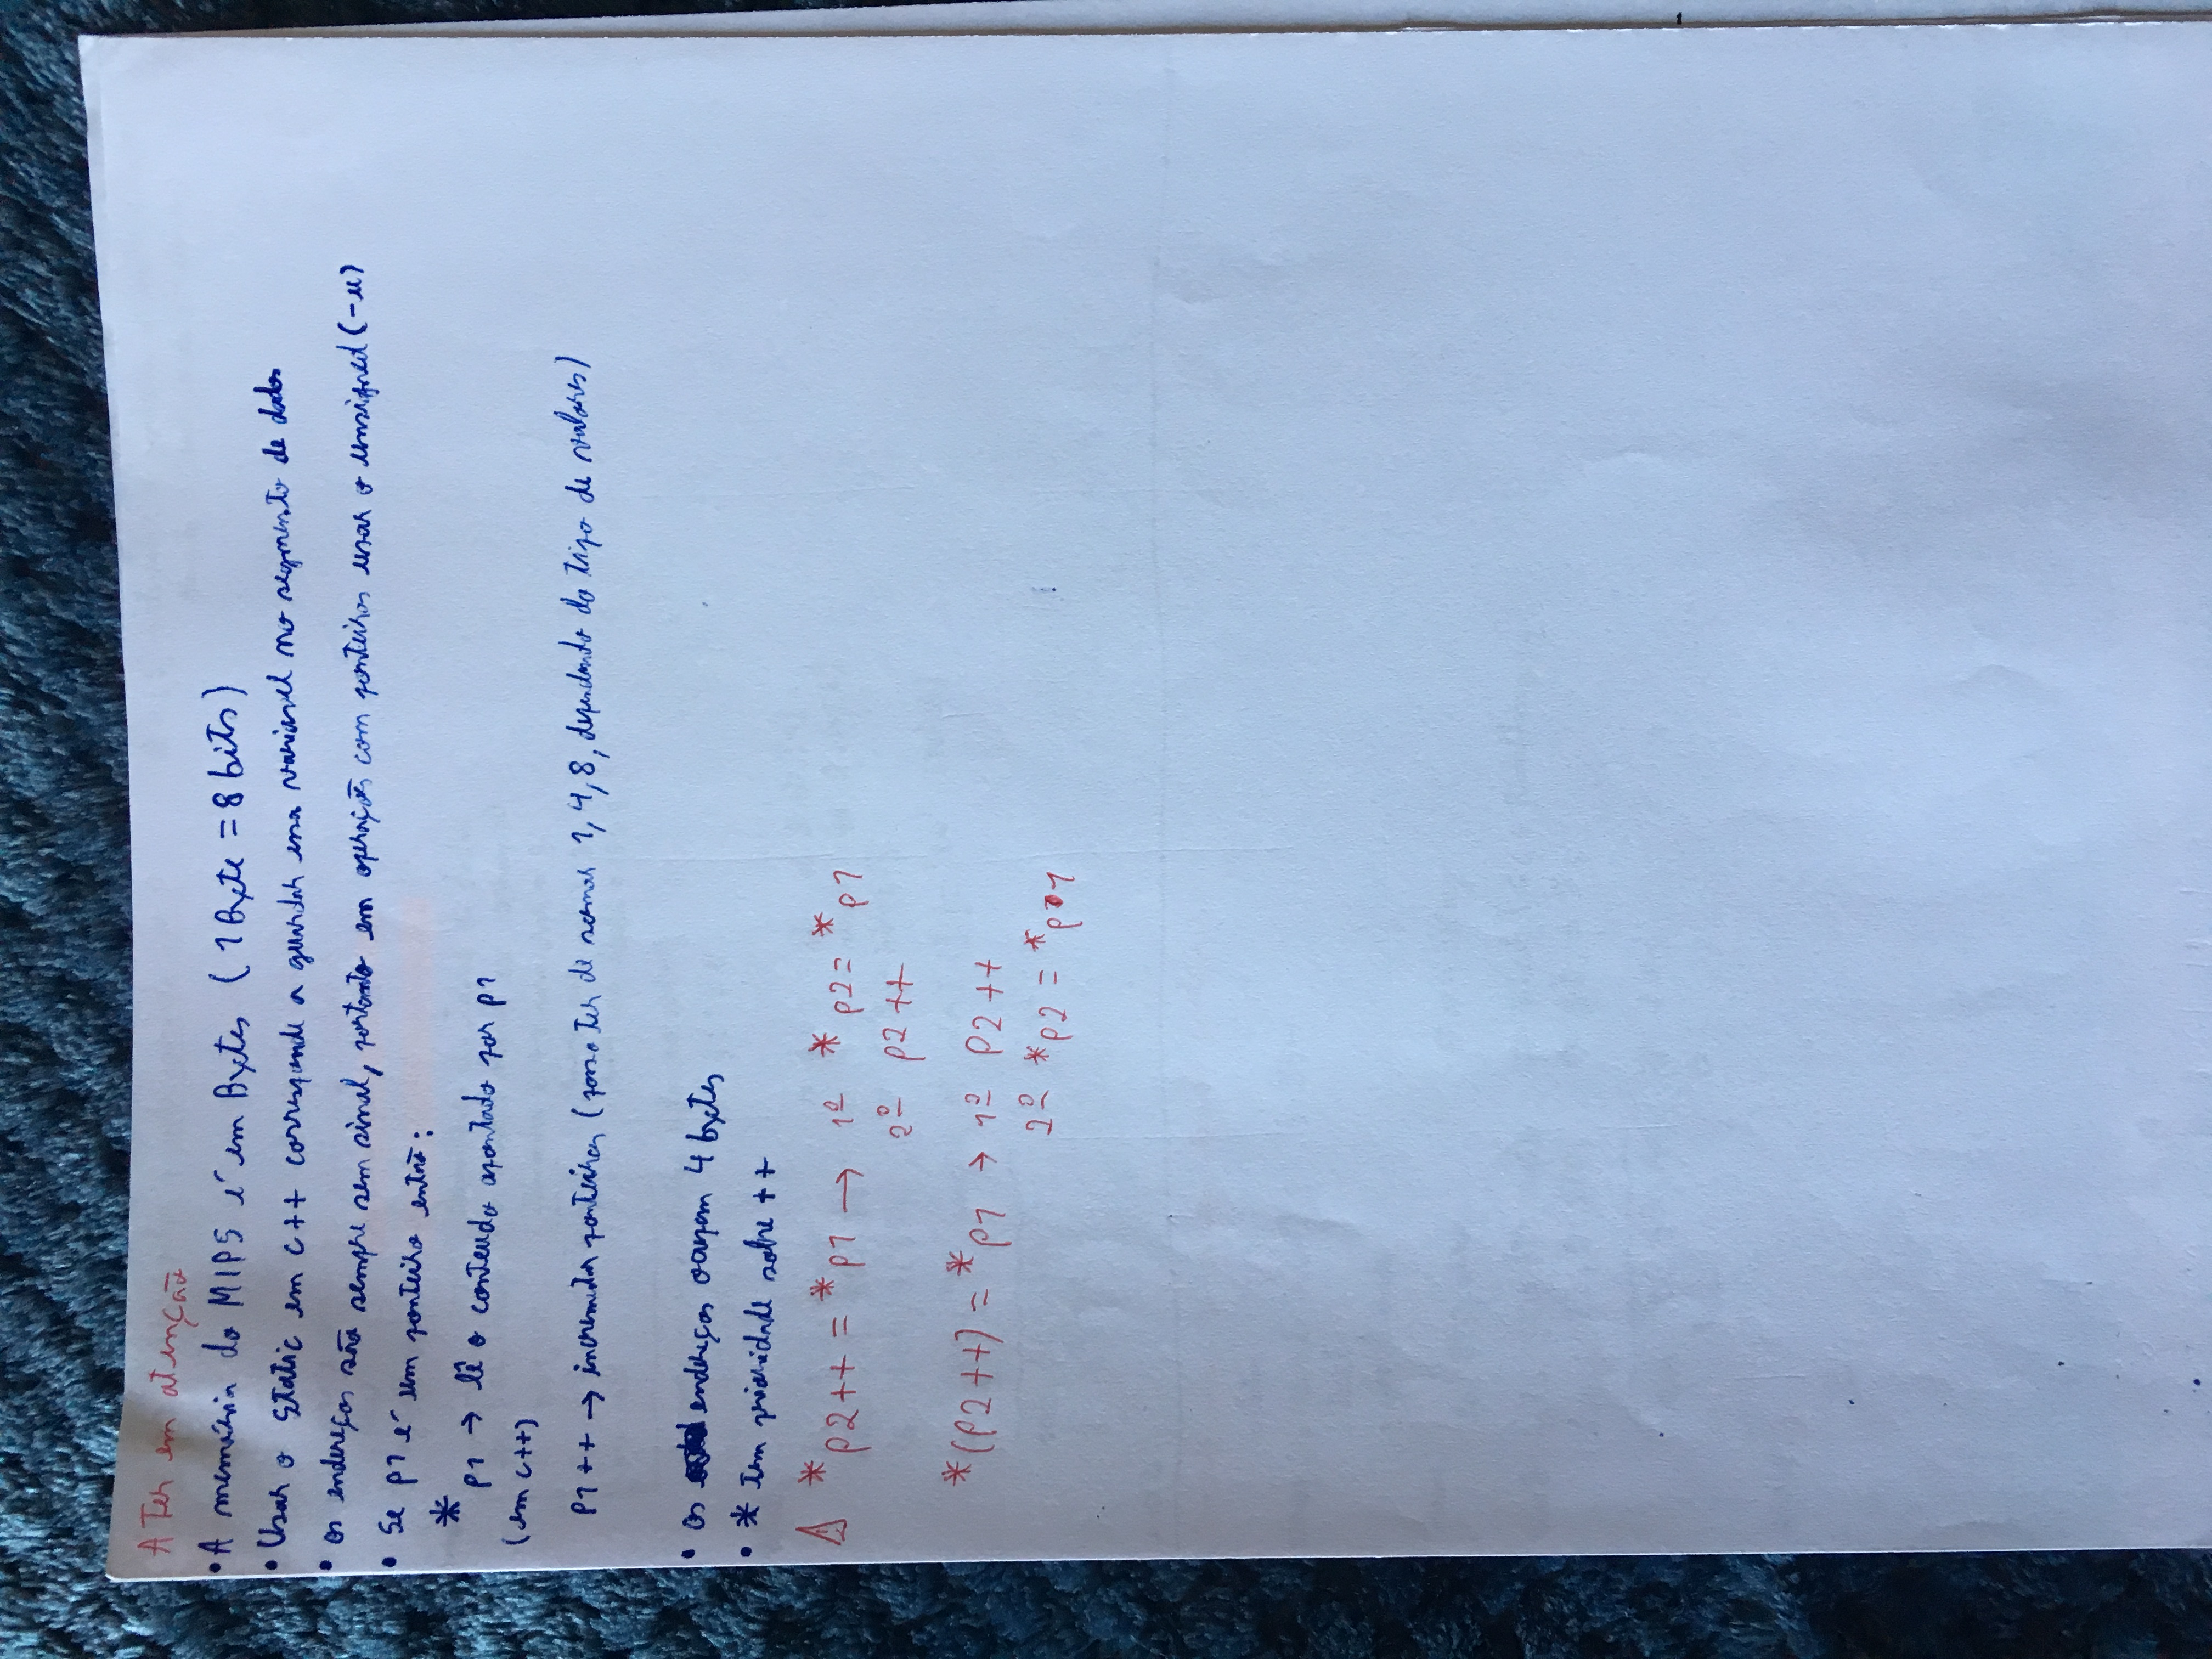 A Ter em atenção
• A memória do MIPS é em Bytes (1 Byte = 8 bits)
• Usar o static em c++ corresponde a guardar essa variavel no segmento de dados
• os endereços são sempre sem sinal, portanto em operações com ponteiros usar o unsigned (-u)
• Se p1 é um ponteiro então:
*p1 → lê o conteudo apontado por p1
(em c++)
p1++ → incrementar ponteiros (posso ter de somar 1, 4, 8, dependendo do tipo de valores)
• os endereços ocupam 4 bytes
• * tem prioridade sobre ++
⚠ *p2++ = *p1 → 1º *p2 = *p1
2º p2++
*(p2++) = *p1 → 1º p2++
2º *p2 = *p1